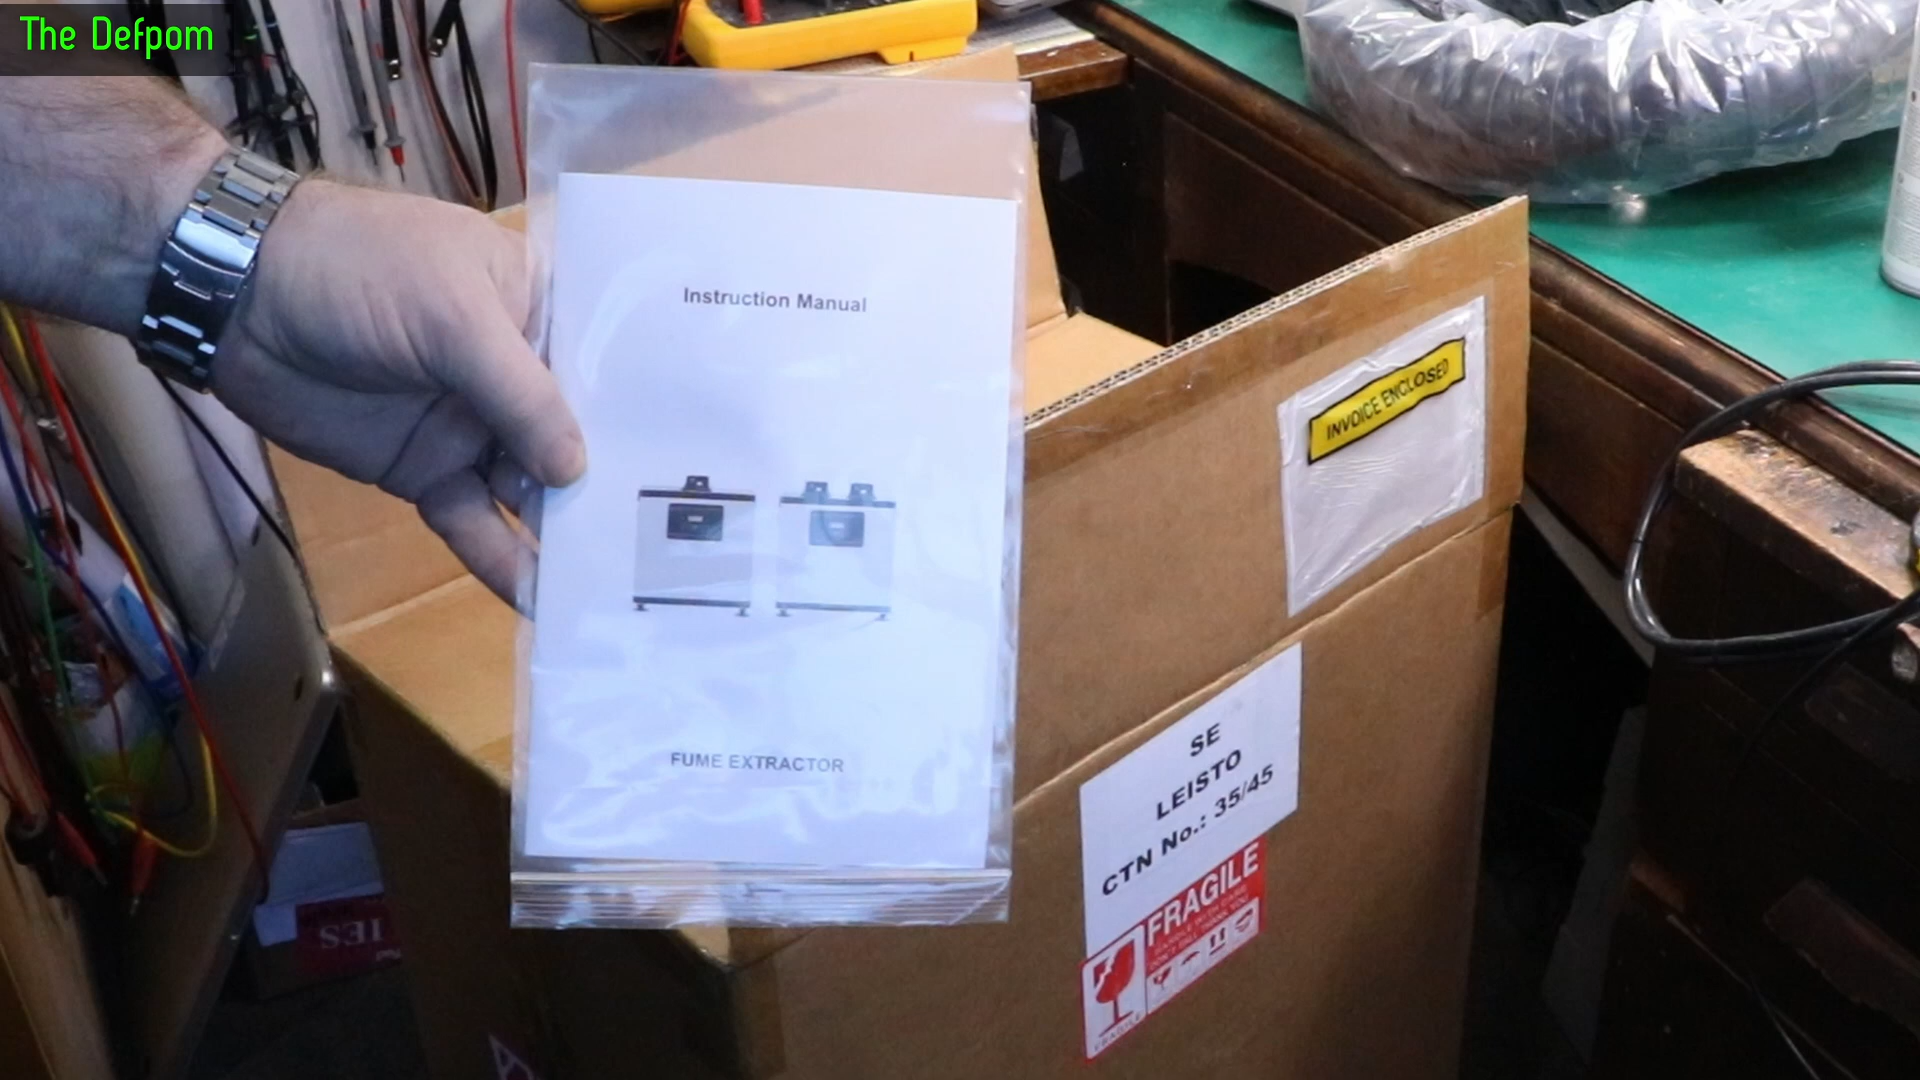 The Defpom
Instruction Manual
FUME EXTRACTOR
INVOICE ENCLOSED
SE
LEISTO
CTN No.: 35/45
FRAGILE